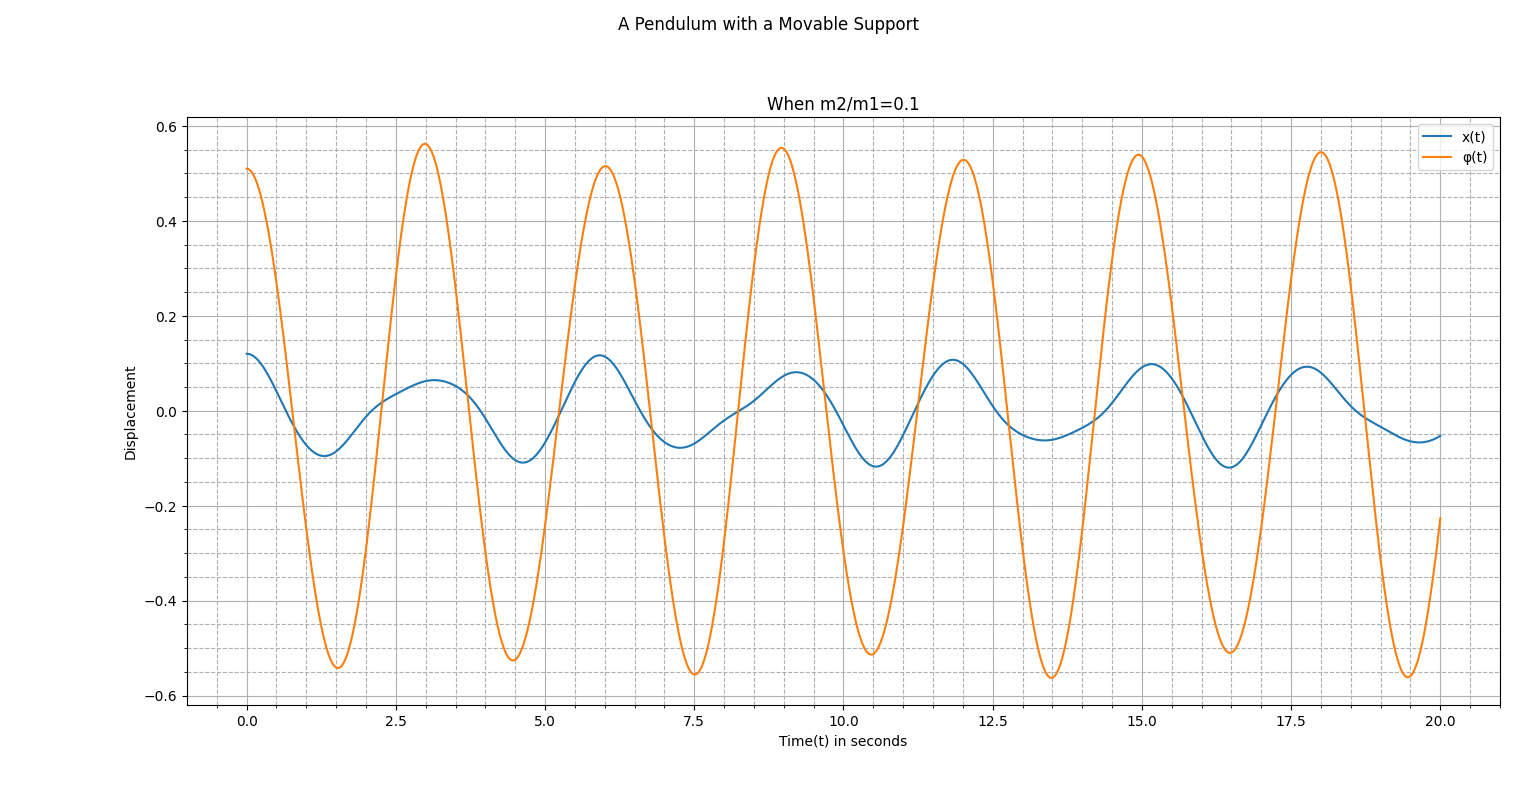 A Pendulum with a Movable Support
When m2/m1=0.1
x(t)
φ(t)
0.6
0.4
0.2
0.0
−0.2
−0.4
−0.6
Displacement
0.0 2.5 5.0 7.5 10.0 12.5 15.0 17.5 20.0
Time(t) in seconds